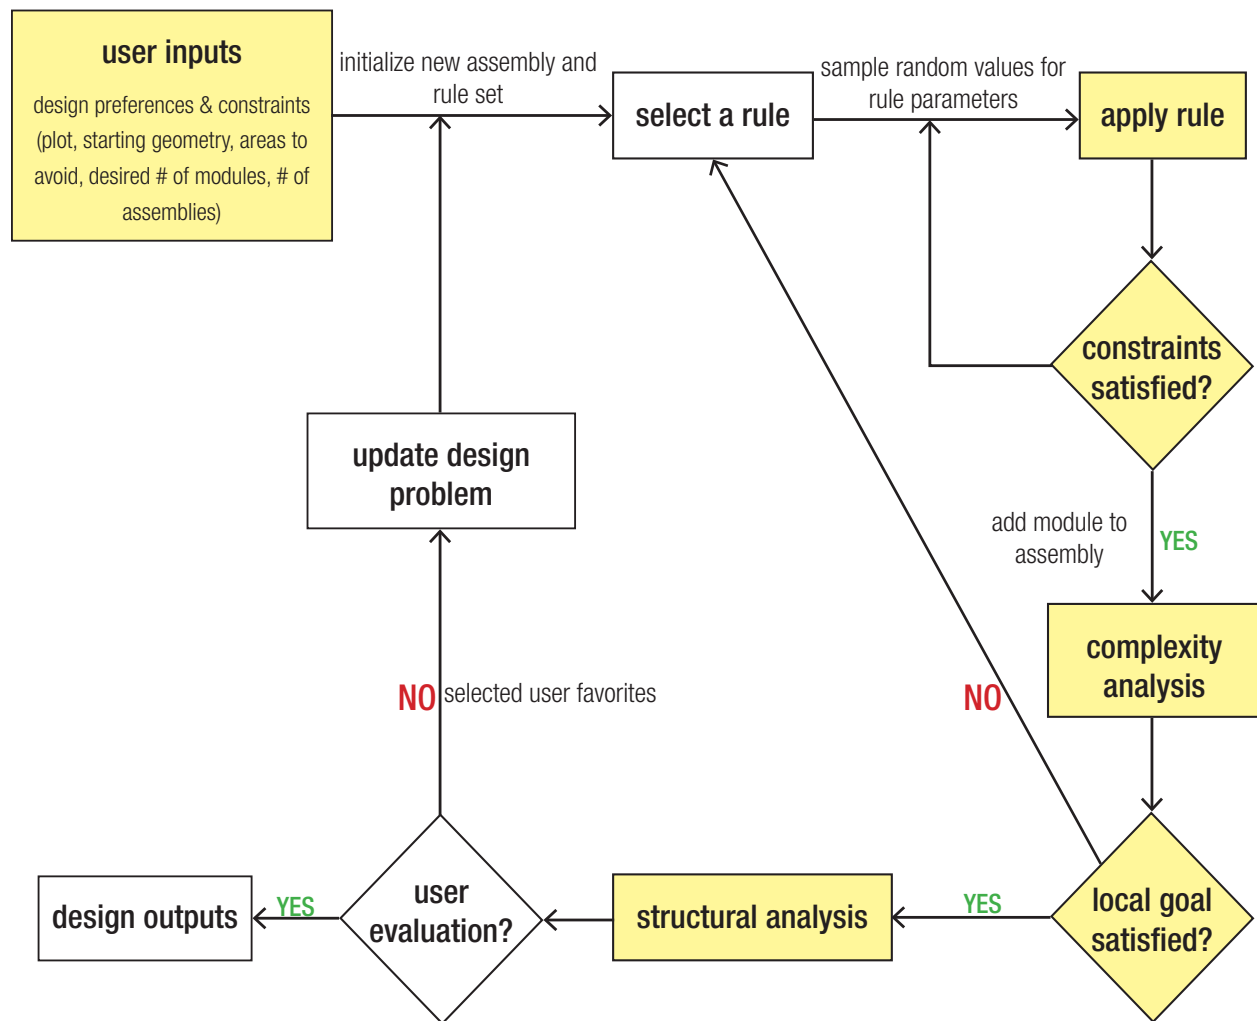 user inputs
design preferences & constraints
(plot, starting geometry, areas to
avoid, desired # of modules, # of
assemblies)
initialize new assembly and
rule set
select a rule
sample random values for
rule parameters
apply rule
constraints
satisfied?
update design
problem
add module to
assembly
YES
complexity
analysis
NO
selected user favorites
NO
local goal
satisfied?
YES
structural analysis
user
evaluation?
YES
design outputs